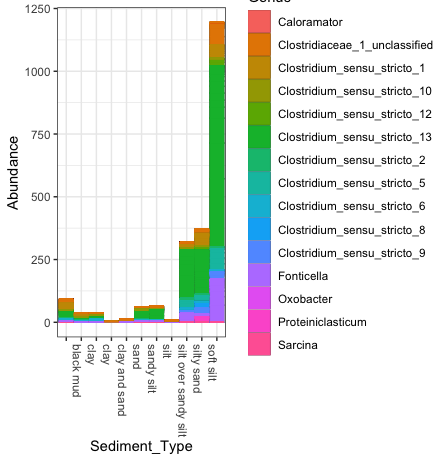 1250
1000
750
500
250
0
Abundance
black mud
clay
clay
clay and sand
sand
sandy silt
silt
silt over sandy silt
silty sand
soft silt
Sediment_Type
Caloramator
Clostridiaceae_1_unclassified
Clostridium_sensu_stricto_1
Clostridium_sensu_stricto_10
Clostridium_sensu_stricto_12
Clostridium_sensu_stricto_13
Clostridium_sensu_stricto_2
Clostridium_sensu_stricto_5
Clostridium_sensu_stricto_6
Clostridium_sensu_stricto_8
Clostridium_sensu_stricto_9
Fonticella
Oxobacter
Proteiniclasticum
Sarcina